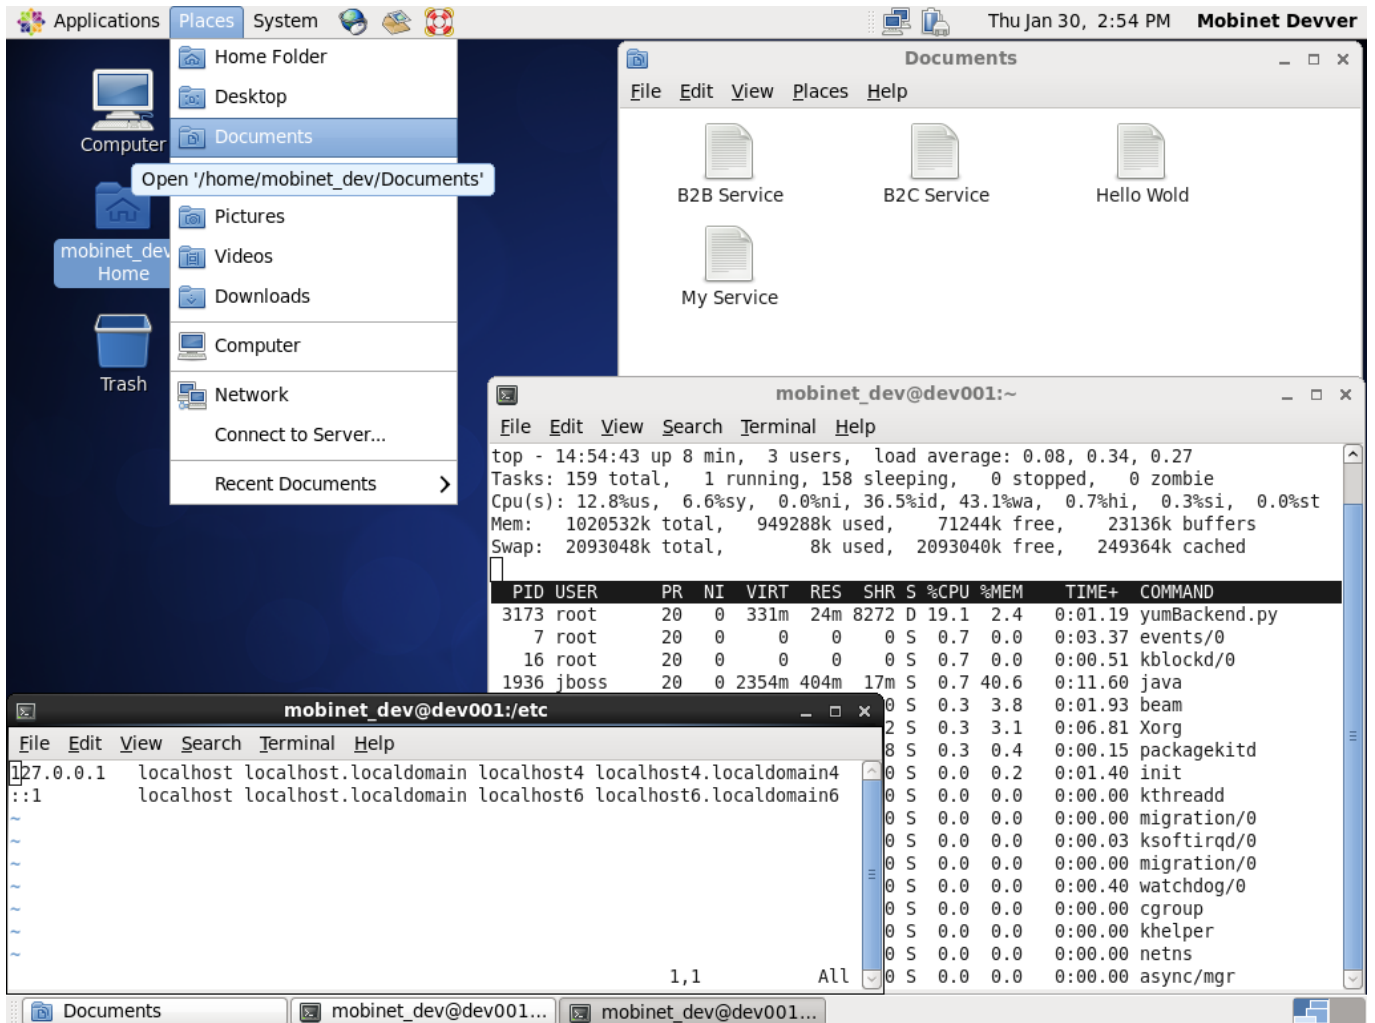 Applications Places System Thu Jan 30, 2:54 PM Mobinet Devver
Computer
mobinet_dev
Home
Trash
Home Folder
Desktop
Documents
Open '/home/mobinet_dev/Documents'
Pictures
Videos
Downloads
Computer
Network
Connect to Server...
Recent Documents
Documents
File Edit View Places Help
B2B Service B2C Service Hello Wold
My Service
mobinet_dev@dev001:~
File Edit View Search Terminal Help
top - 14:54:43 up 8 min, 3 users, load average: 0.08, 0.34, 0.27
Tasks: 159 total, 1 running, 158 sleeping, 0 stopped, 0 zombie
Cpu(s): 12.8%us, 6.6%sy, 0.0%ni, 36.5%id, 43.1%wa, 0.7%hi, 0.3%si, 0.0%st
Mem: 1020532k total, 949288k used, 71244k free, 23136k buffers
Swap: 2093048k total, 8k used, 2093040k free, 249364k cached
PID USER PR NI VIRT RES SHR S %CPU %MEM TIME+ COMMAND
3173 root 20 0 331m 24m 8272 D 19.1 2.4 0:01.19 yumBackend.py
7 root 20 0 0 0 0 S 0.7 0.0 0:03.37 events/0
16 root 20 0 0 0 0 S 0.7 0.0 0:00.51 kblockd/0
1936 jboss 20 0 2354m 404m 17m S 0.7 40.6 0:11.60 java
0 S 0.3 3.8 0:01.93 beam
2 S 0.3 3.1 0:06.81 Xorg
8 S 0.3 0.4 0:00.15 packagekitd
0 S 0.0 0.2 0:01.40 init
0 S 0.0 0.0 0:00.00 kthreadd
0 S 0.0 0.0 0:00.00 migration/0
0 S 0.0 0.0 0:00.03 ksoftirqd/0
0 S 0.0 0.0 0:00.00 migration/0
0 S 0.0 0.0 0:00.40 watchdog/0
0 S 0.0 0.0 0:00.00 cgroup
0 S 0.0 0.0 0:00.00 khelper
0 S 0.0 0.0 0:00.00 netns
0 S 0.0 0.0 0:00.00 async/mgr
mobinet_dev@dev001:/etc
File Edit View Search Terminal Help
127.0.0.1 localhost localhost.localdomain localhost4 localhost4.localdomain4
::1 localhost localhost.localdomain localhost6 localhost6.localdomain6
~
~
~
~
~
~
~
1,1 All
Documents mobinet_dev@dev001... mobinet_dev@dev001...